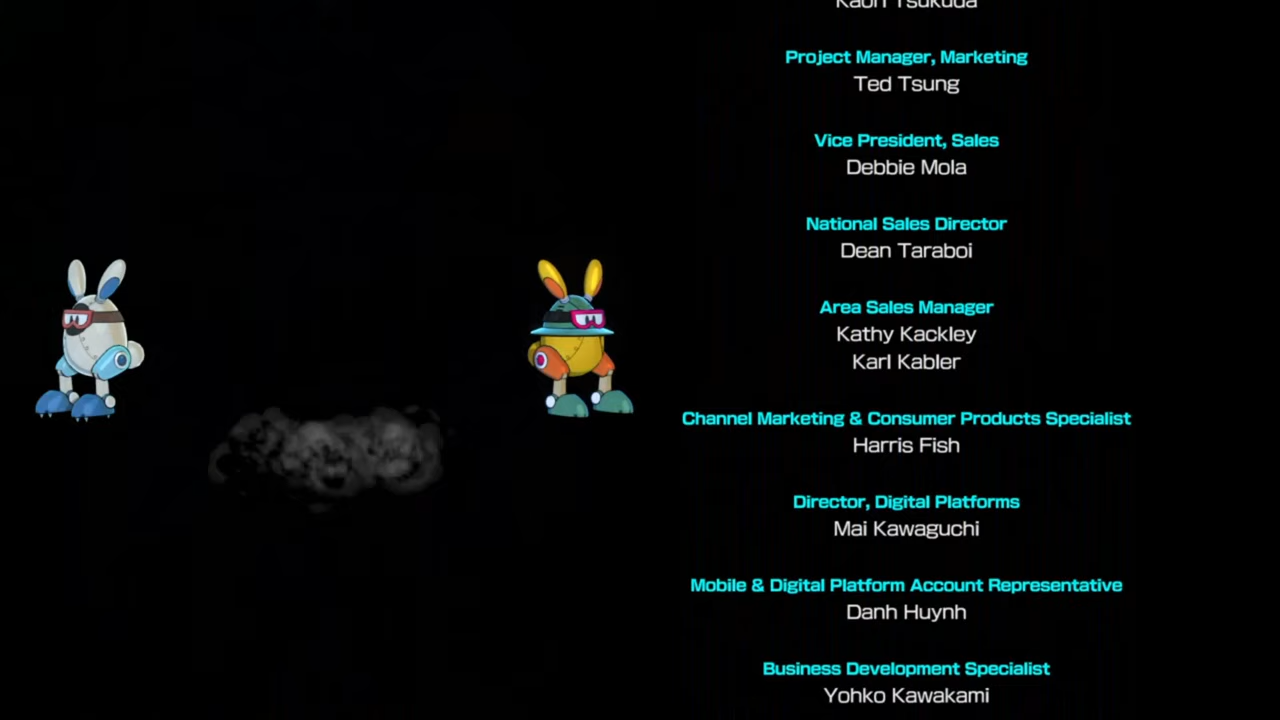 Kaori Tsukuda
Project Manager, Marketing
Ted Tsung
Vice President, Sales
Debbie Mola
National Sales Director
Dean Taraboi
Area Sales Manager
Kathy Kackley
Karl Kabler
Channel Marketing & Consumer Products Specialist
Harris Fish
Director, Digital Platforms
Mai Kawaguchi
Mobile & Digital Platform Account Representative
Danh Huynh
Business Development Specialist
Yohko Kawakami